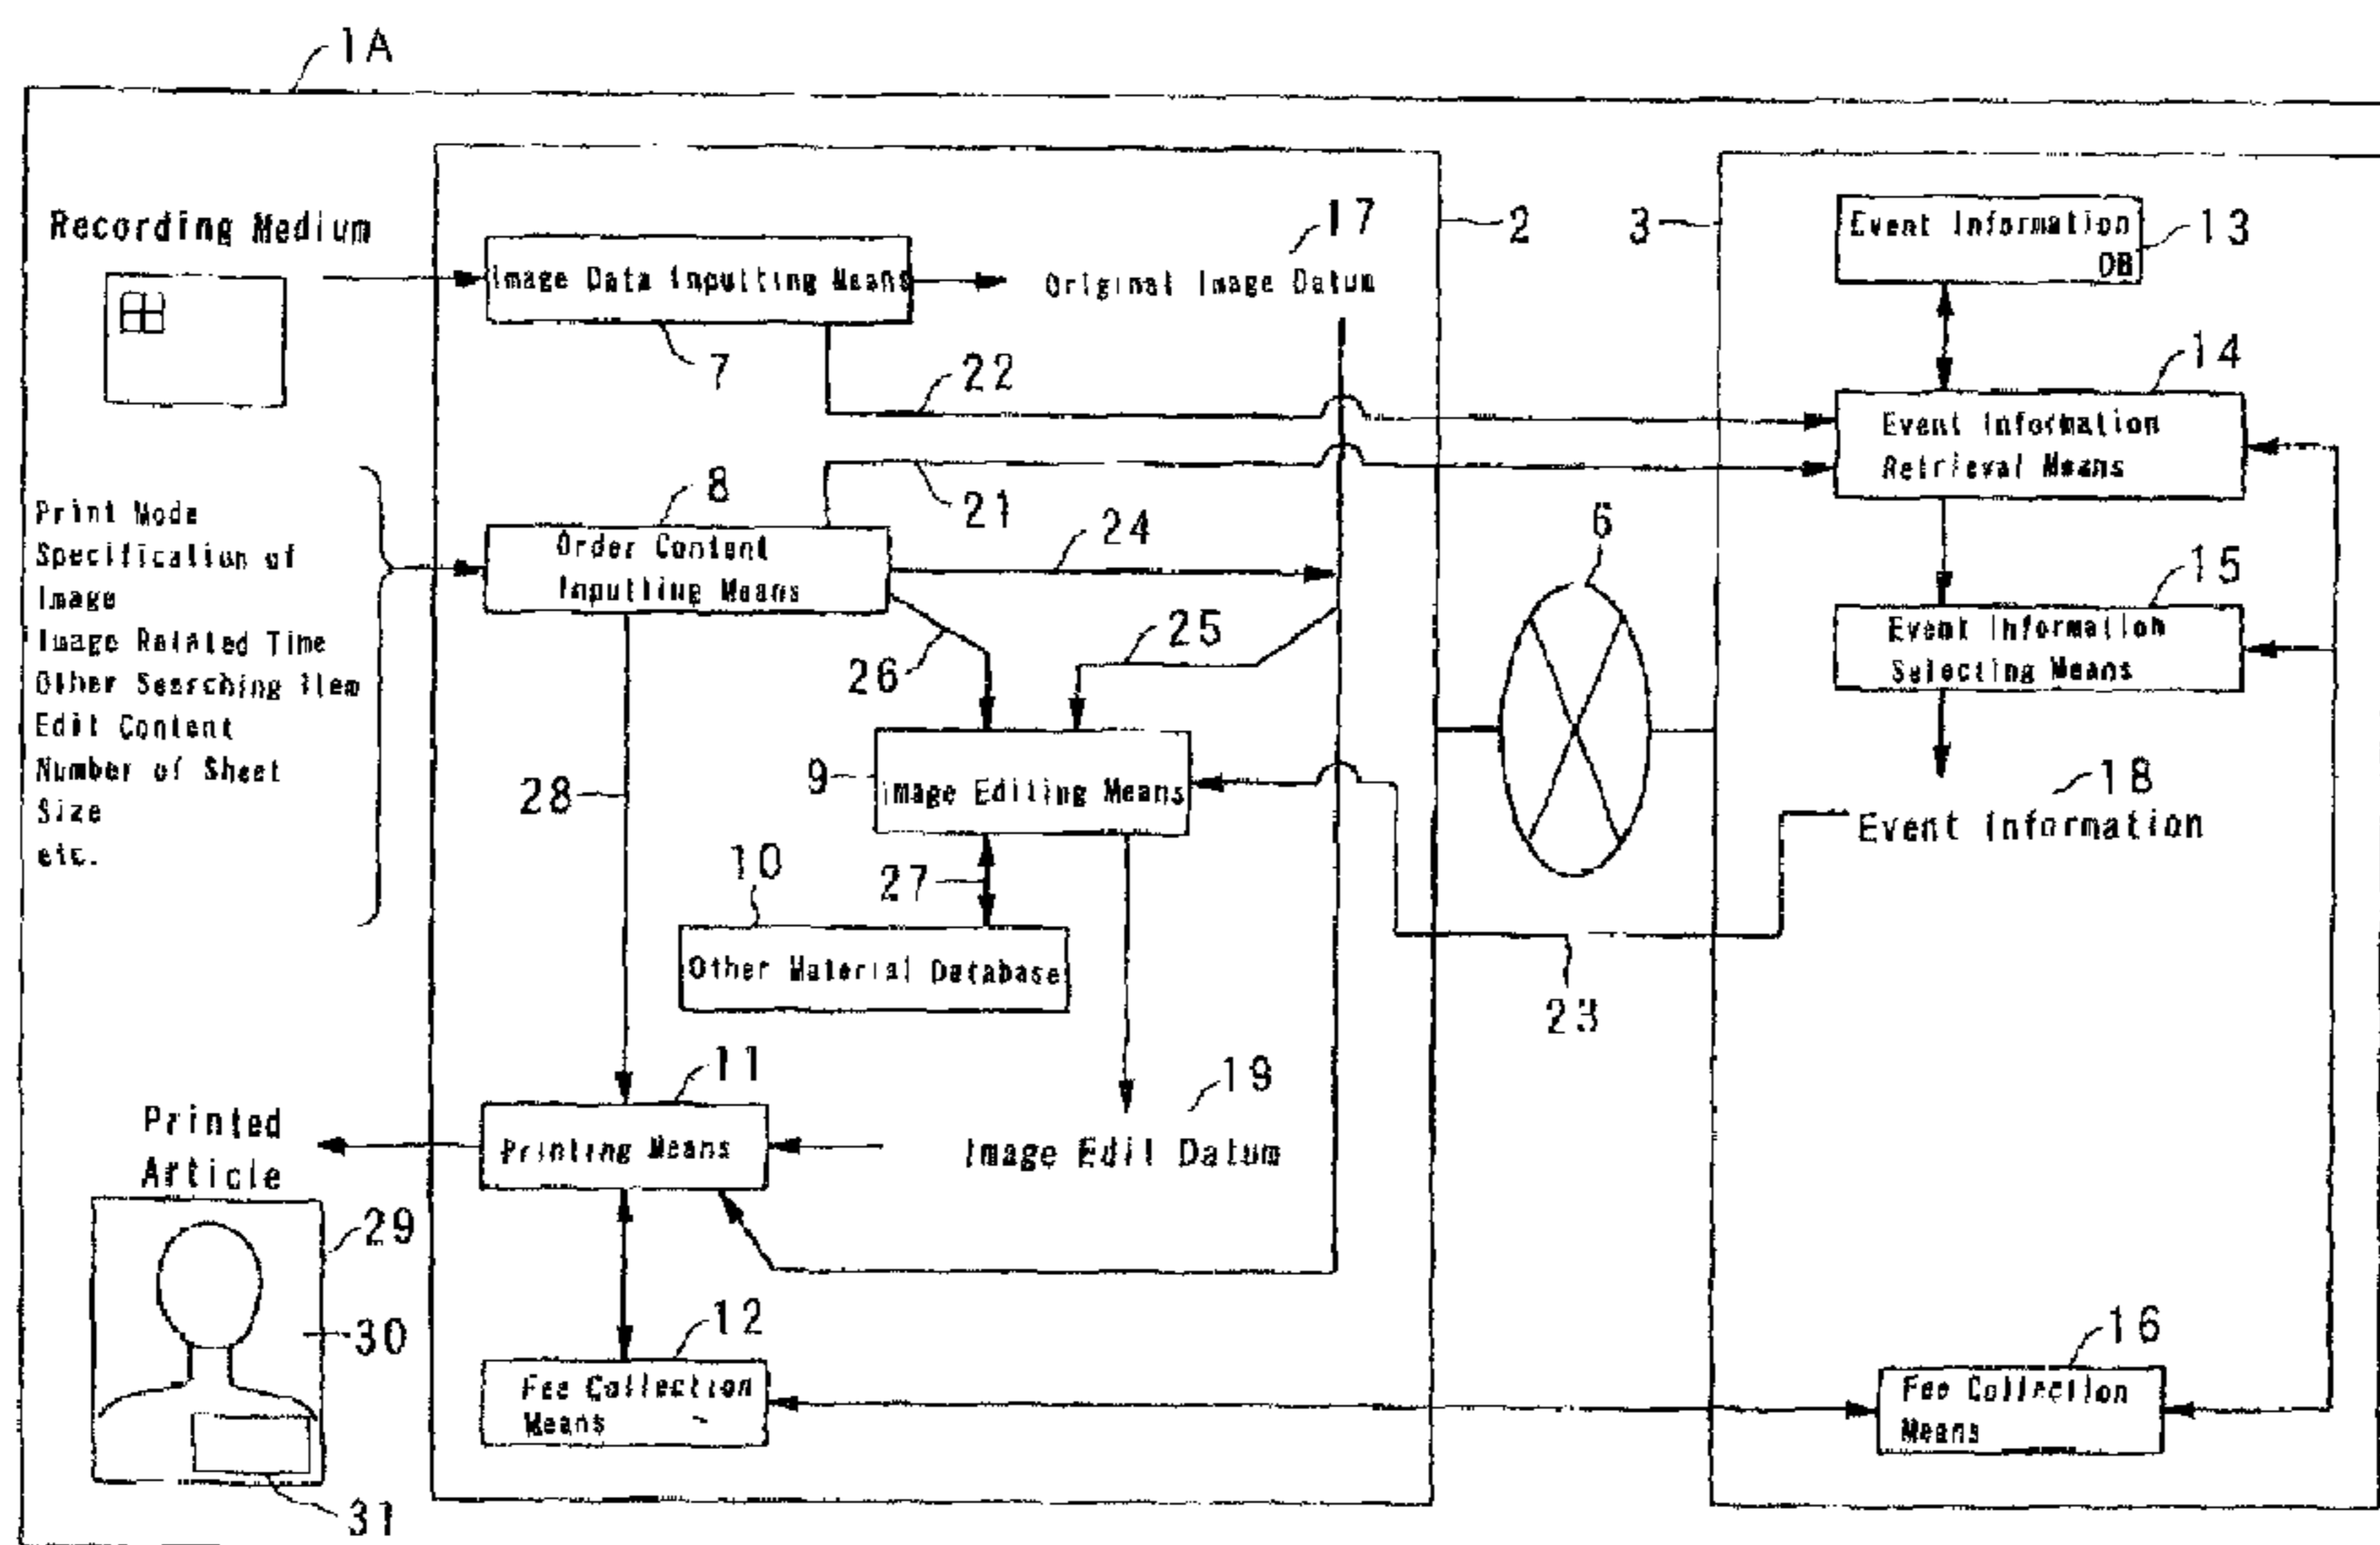 1A
Recording Medium
Image Data Inputting Means
7
17
Original Image Datum
2
3
Event Information
DB
13
22
14
Event Information
Retrieval Means
21
8
Order Content
Inputting Means
24
6
Print Mode
Specification of
Image
Image Related Time
Other Searching Item
Edit Content
Number of Sheet
Size
etc.
26
25
15
Event Information
Selecting Means
28
9
Image Editing Means
18
Event Information
10
27
Other Material Database
23
11
19
Printed
Article
Printing Means
Image Edit Datum
29
30
31
12
Fee Collection
Means
16
Fee Collection
Means